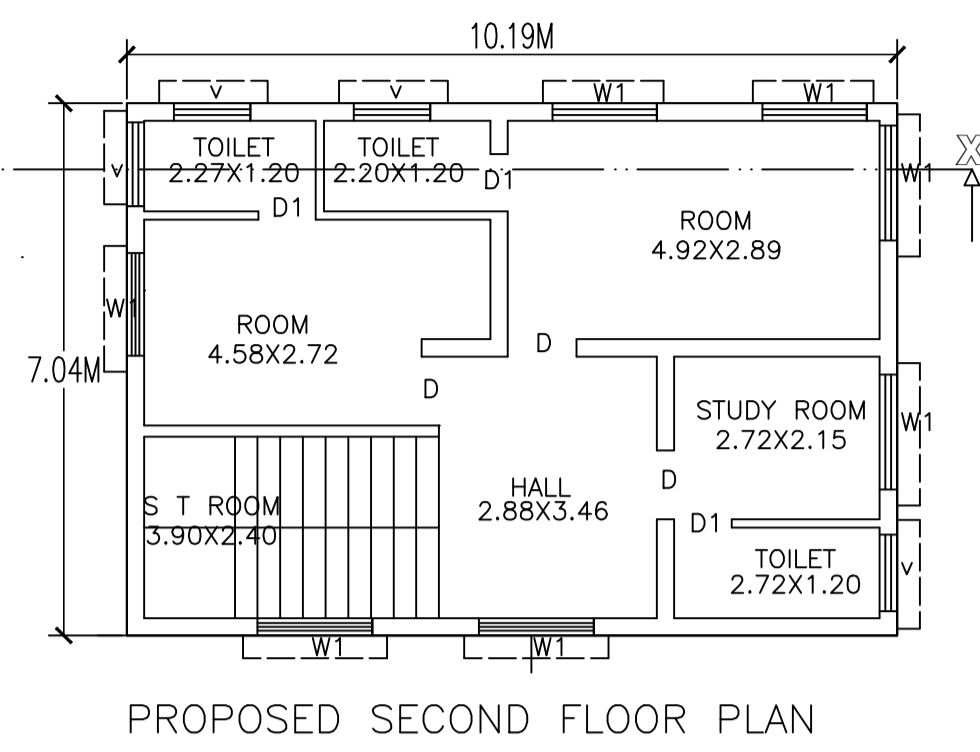 10.19M
V
V
W1
W1
TOILET
2.27X1.20
TOILET
2.20X1.20
V
D1
W1
X
D1
ROOM
4.92X2.89
W1
ROOM
4.58X2.72
D
7.04M
D
STUDY ROOM
2.72X2.15
W1
S T ROOM
3.90X2.40
HALL
2.88X3.46
D
D1
TOILET
2.72X1.20
V
W1
W1
PROPOSED SECOND FLOOR PLAN